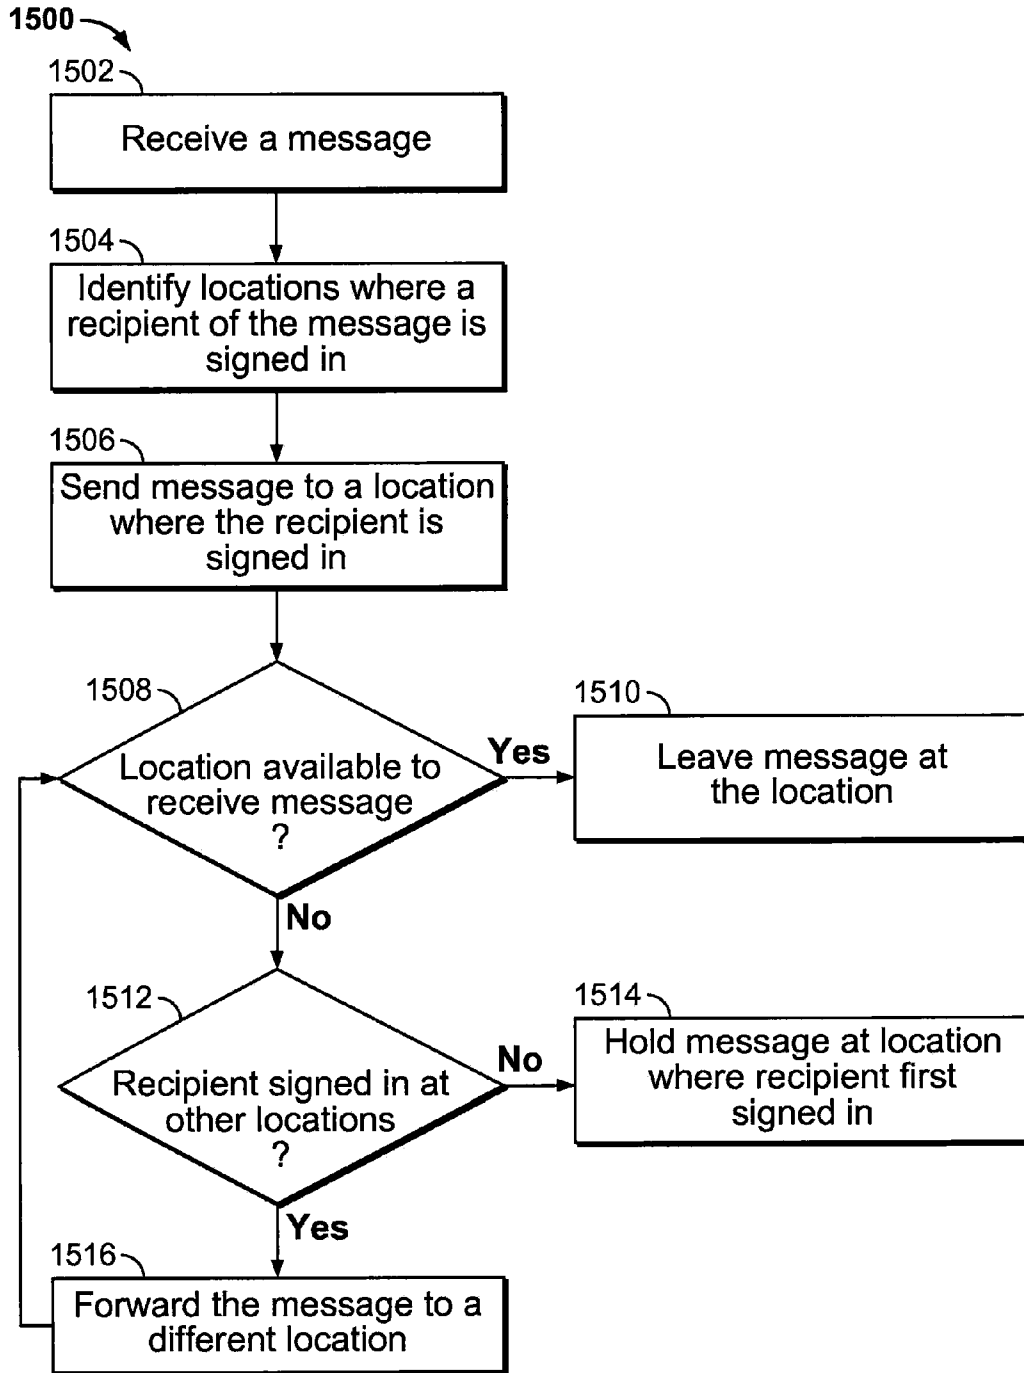 1500
1502
Receive a message
1504
Identify locations where a
recipient of the message is
signed in
1506
Send message to a location
where the recipient is
signed in
1508
Location available to
receive message
?
Yes
1510
Leave message at
the location
No
1512
Recipient signed in at
other locations
?
No
1514
Hold message at location
where recipient first
signed in
Yes
1516
Forward the message to a
different location